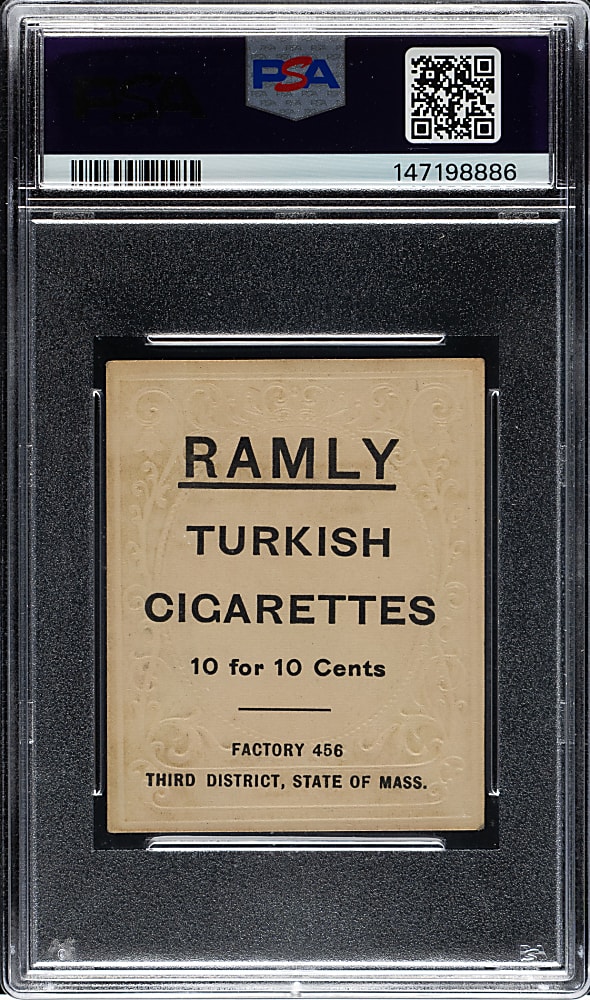 PSA
147198886
RAMLY
TURKISH
CIGARETTES
10 for 10 Cents
FACTORY 456
THIRD DISTRICT, STATE OF MASS.